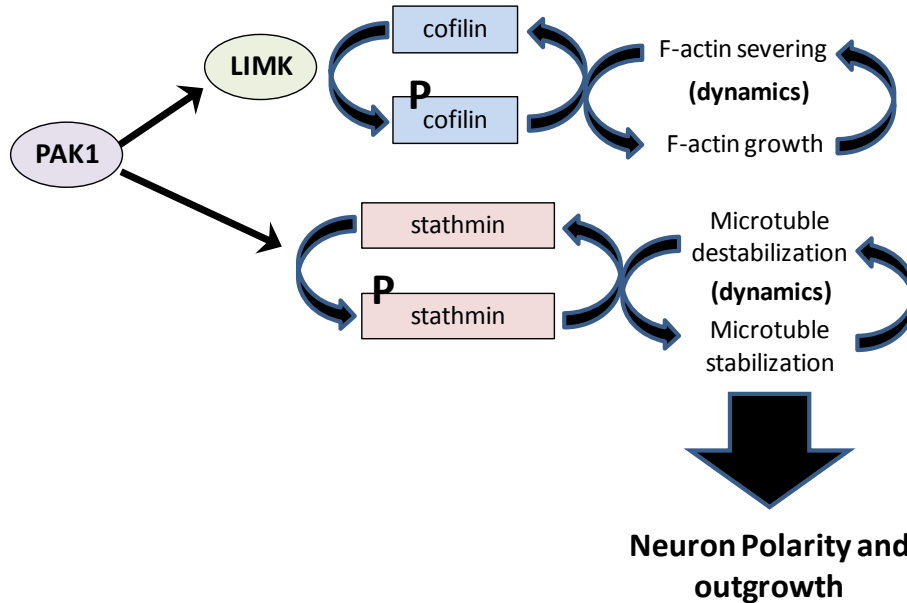 cofilin
LIMK
F-actin severing
P
(dynamics)
cofilin
PAK1
F-actin growth
stathmin
Microtuble
destabilization
P
(dynamics)
stathmin
Microtuble
stabilization
Neuron Polarity and
outgrowth